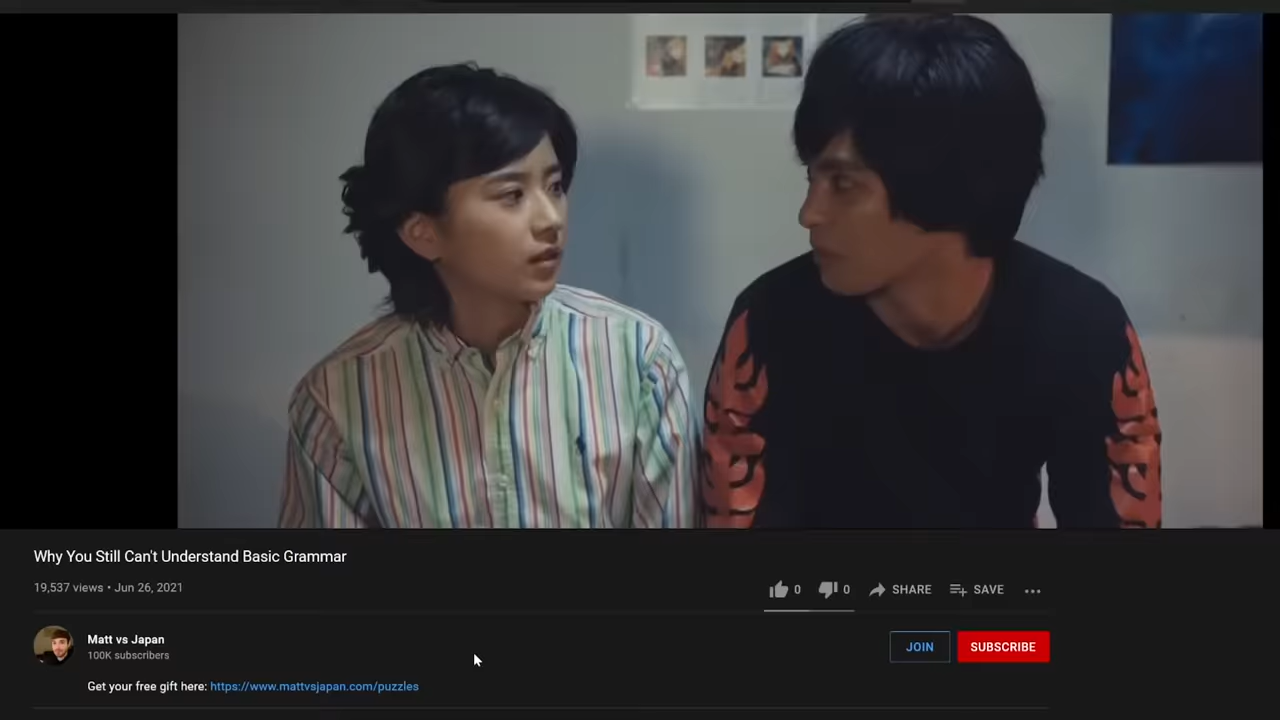 Why You Still Can't Understand Basic Grammar
19,537 views • Jun 26, 2021
0
0
SHARE
SAVE
Matt vs Japan
100K subscribers
JOIN
SUBSCRIBE
Get your free gift here: https://www.mattvsjapan.com/puzzles